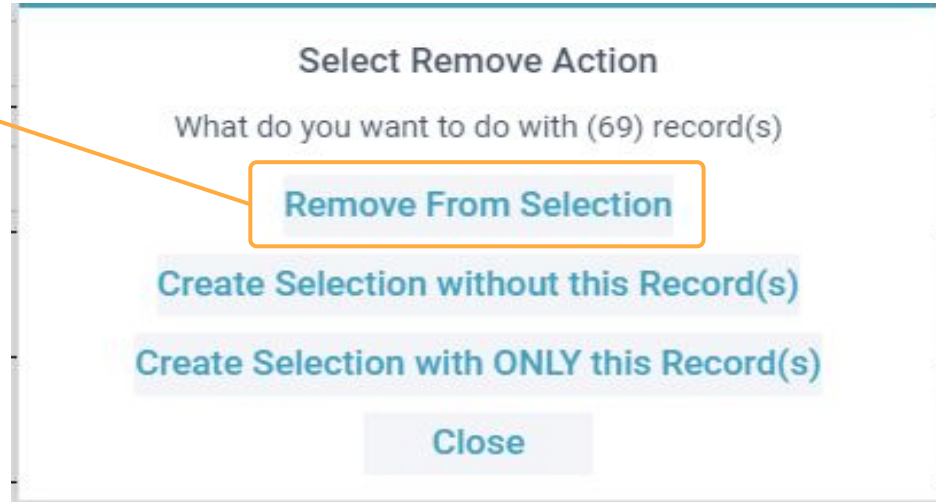 Select Remove Action
What do you want to do with (69) record(s)
Remove From Selection
Create Selection without this Record(s)
Create Selection with ONLY this Record(s)
Close